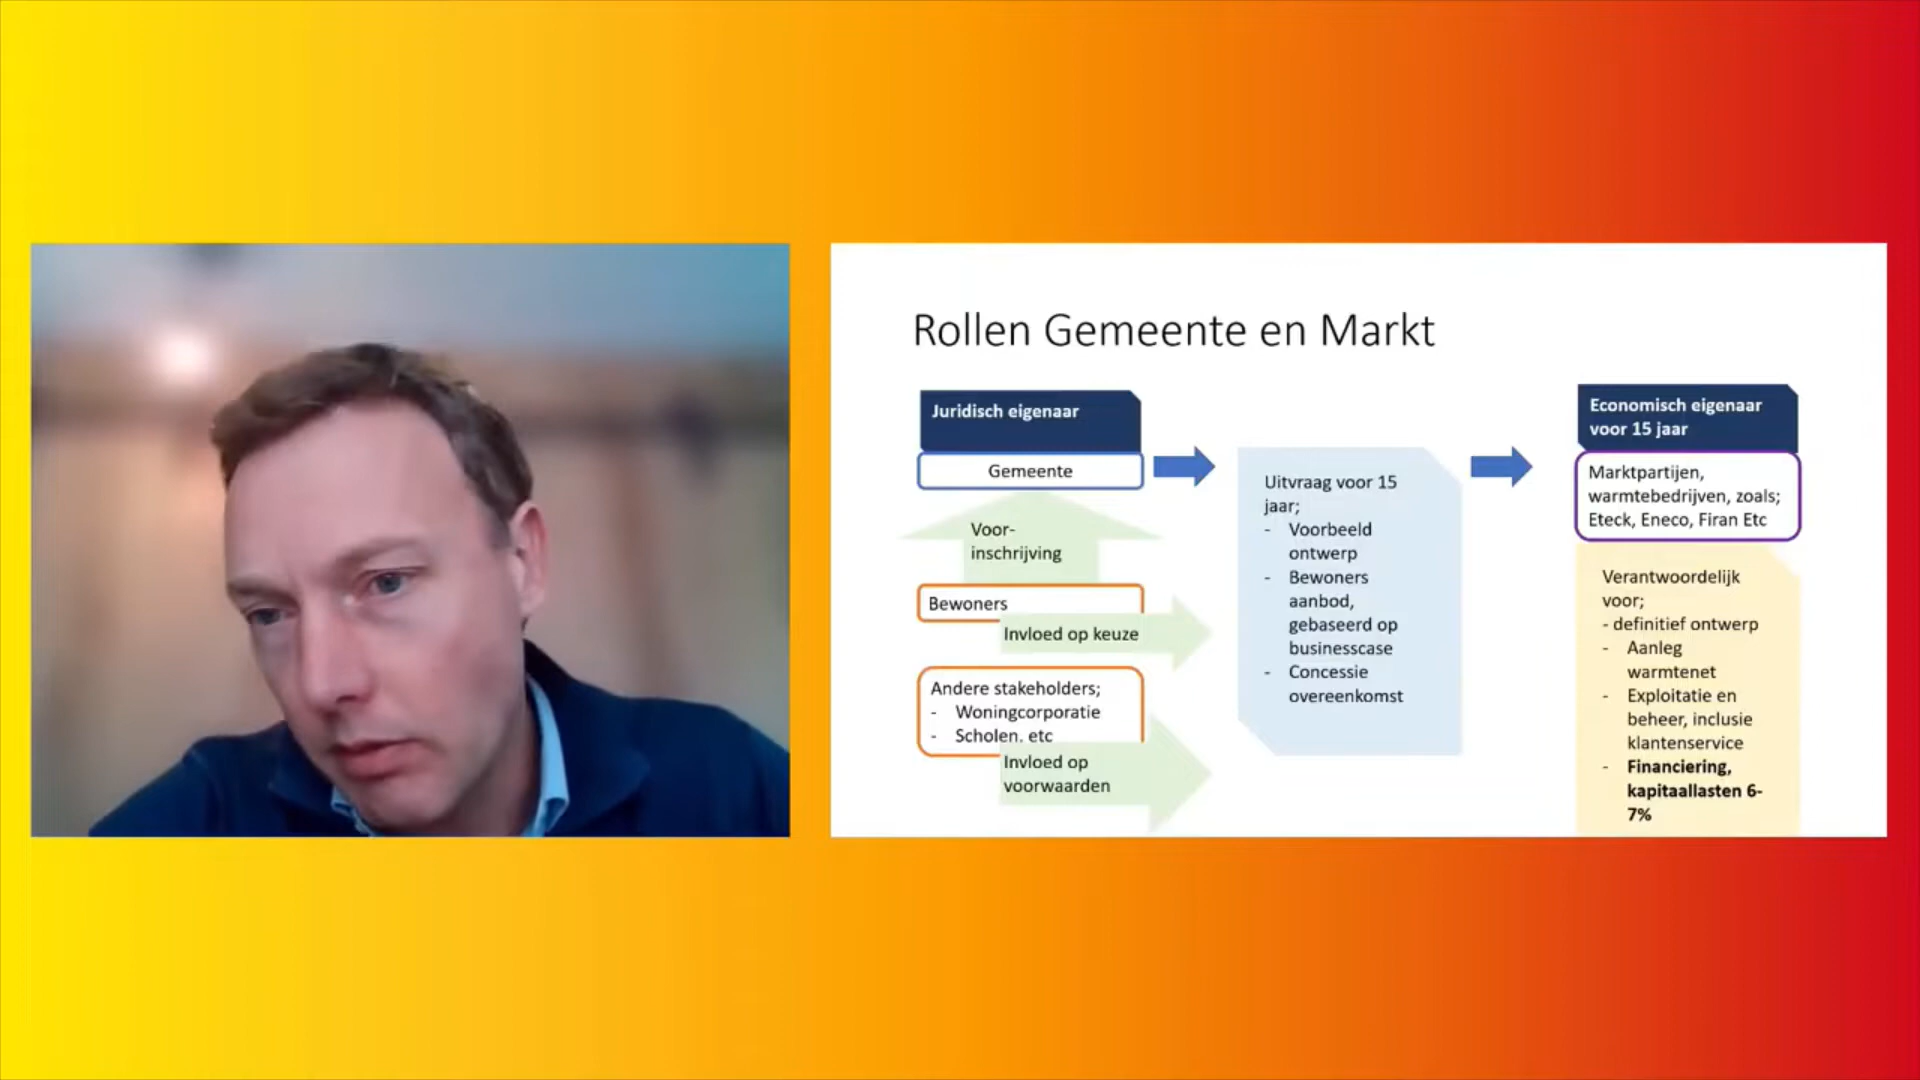 Rollen Gemeente en Markt
Juridisch eigenaar
Gemeente
Voor-
inschrijving
Bewoners
Invloed op keuze
Andere stakeholders;
- Woningcorporatie
- Scholen, etc
Invloed op
voorwaarden
Uitvraag voor 15
jaar;
- Voorbeeld
ontwerp
- Bewoners
aanbod,
gebaseerd op
businesscase
- Concessie
overeenkomst
Economisch eigenaar
voor 15 jaar
Marktpartijen,
warmtebedrijven, zoals;
Eteck, Eneco, Firan Etc
Verantwoordelijk
voor;
- definitief ontwerp
- Aanleg
warmtenet
- Exploitatie en
beheer, inclusie
klantenservice
- Financiering,
kapitaallasten 6-
7%